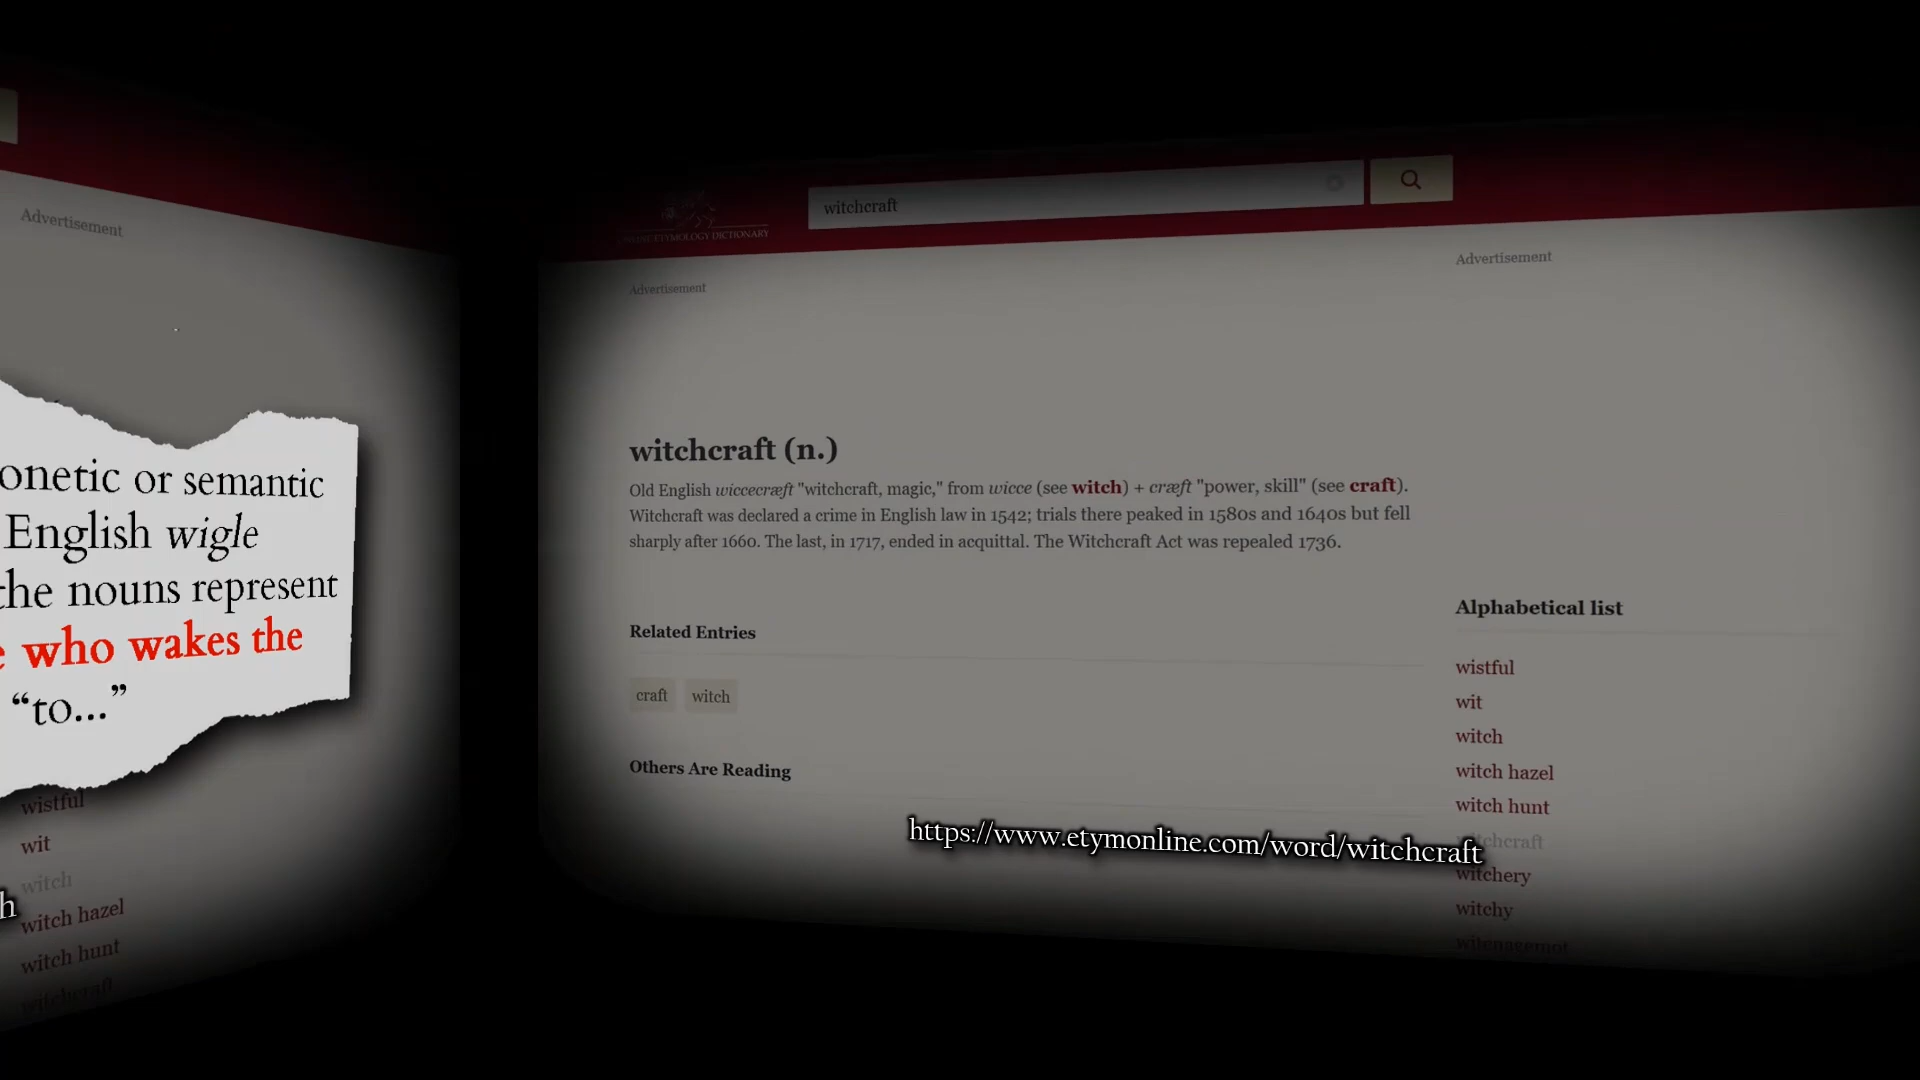 Advertisement
onetic or semantic
English wigle
the nouns represent
who wakes the
“to...”
wistful
wit
witch
h
witch hazel
witch hunt
witchcraft
witchcraft
ETYMOLOGY DICTIONARY
Advertisement
Advertisement
witchcraft (n.)
Old English wiccecræft "witchcraft, magic," from wicce (see witch) + cræft "power, skill" (see craft).
Witchcraft was declared a crime in English law in 1542; trials there peaked in 1580s and 1640s but fell
sharply after 1660. The last, in 1717, ended in acquittal. The Witchcraft Act was repealed 1736.
Related Entries
craft witch
Others Are Reading
https://www.etymonline.com/word/witchcraft
Alphabetical list
wistful
wit
witch
witch hazel
witch hunt
witchcraft
witchery
witchy
witenagemot